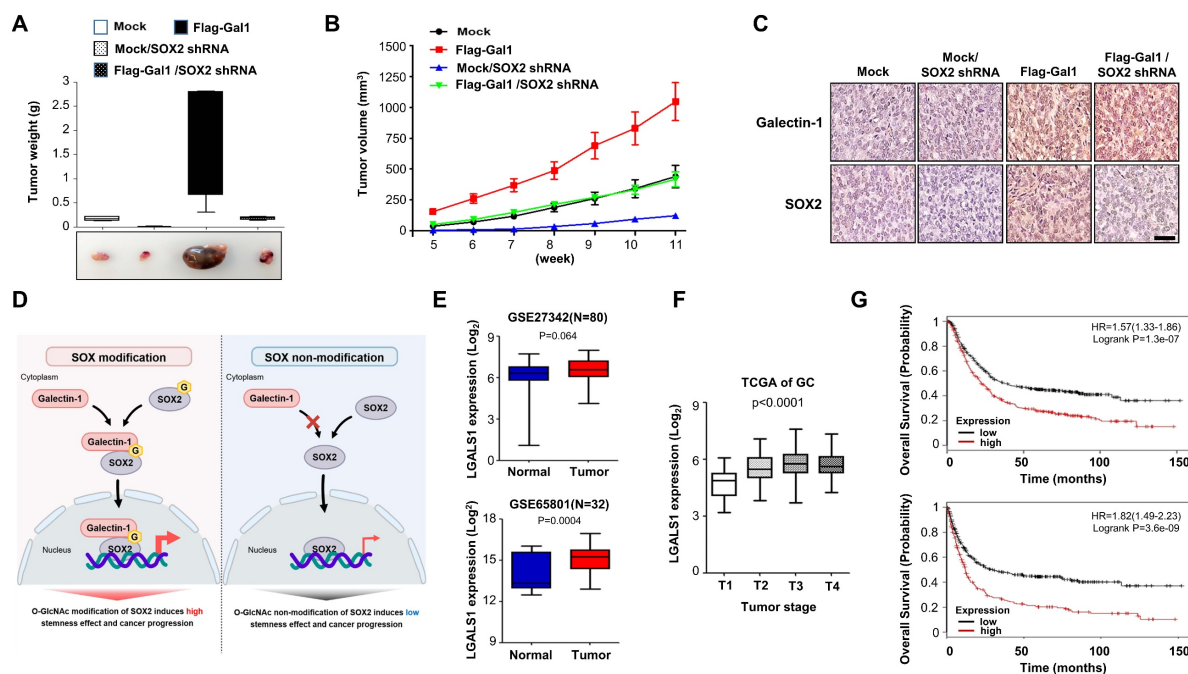 A
Mock
Flag-Gal1
Mock/SOX2 shRNA
Flag-Gal1 /SOX2 shRNA
Tumor weight (g)
3
2.5
2
1.5
1
0.5
0
B
Mock
Flag-Gal1
Mock/SOX2 shRNA
Flag-Gal1 /SOX2 shRNA
Tumor volume (mm³)
1500
1250
1000
750
500
250
0
5 6 7 8 9 10 11
(week)
C
Mock
Mock/
SOX2 shRNA
Flag-Gal1
Flag-Gal1 /
SOX2 shRNA
Galectin-1
SOX2
D
SOX modification
Cytoplasm
Galectin-1
G
SOX2
Galectin-1
G
SOX2
Galectin-1
G
SOX2
Nucleus
O-GlcNAc modification of SOX2 induces high
stemness effect and cancer progression
SOX non-modification
Cytoplasm
Galectin-1
SOX2
SOX2
SOX2
Nucleus
O-GlcNAc non-modification of SOX2 induces low
stemness effect and cancer progression
E
GSE27342(N=80)
P=0.064
LGALS1 expression (Log₂)
9
6
3
0
Normal Tumor
GSE65801(N=32)
P=0.0004
LGALS1 expression (Log²)
18
15
12
9
Normal Tumor
F
TCGA of GC
p<0.0001
LGALS1 expression (Log₂)
9
6
3
0
T1 T2 T3 T4
Tumor stage
G
HR=1.57(1.33-1.86)
Logrank P=1.3e-07
Overall Survival (Probability)
1
0.8
0.6
0.4
0.2
0
Expression
low
high
0 50 100 150
Time (months)
HR=1.82(1.49-2.23)
Logrank P=3.6e-09
Overall Survival (Probability)
1
0.8
0.6
0.4
0.2
0
Expression
low
high
0 50 100 150
Time (months)